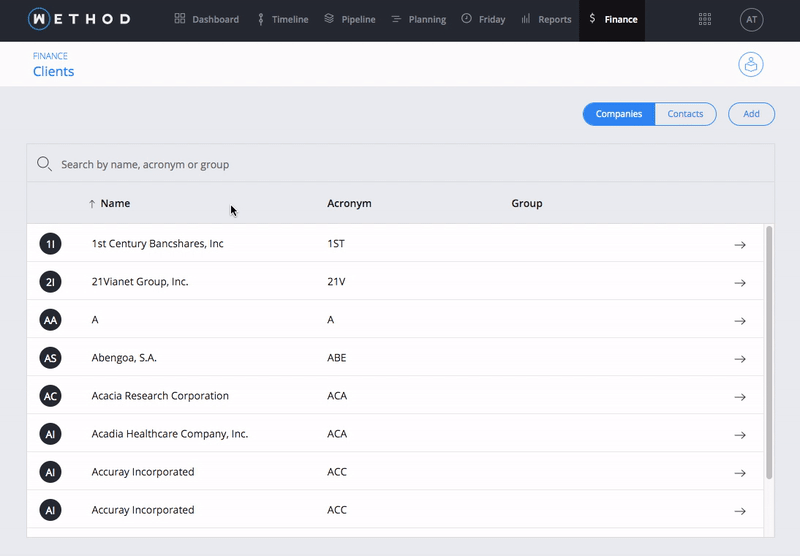 WETHOD Dashboard Timeline Pipeline Planning Friday Reports $ Finance AT
FINANCE
Clients
Companies Contacts Add
Search by name, acronym or group
↑ Name Acronym Group
1I 1st Century Bancshares, Inc 1ST →
2I 21Vianet Group, Inc. 21V →
AA A A →
AS Abengoa, S.A. ABE →
AC Acacia Research Corporation ACA →
AI Acadia Healthcare Company, Inc. ACA →
AI Accuray Incorporated ACC →
AI Accuray Incorporated ACC →